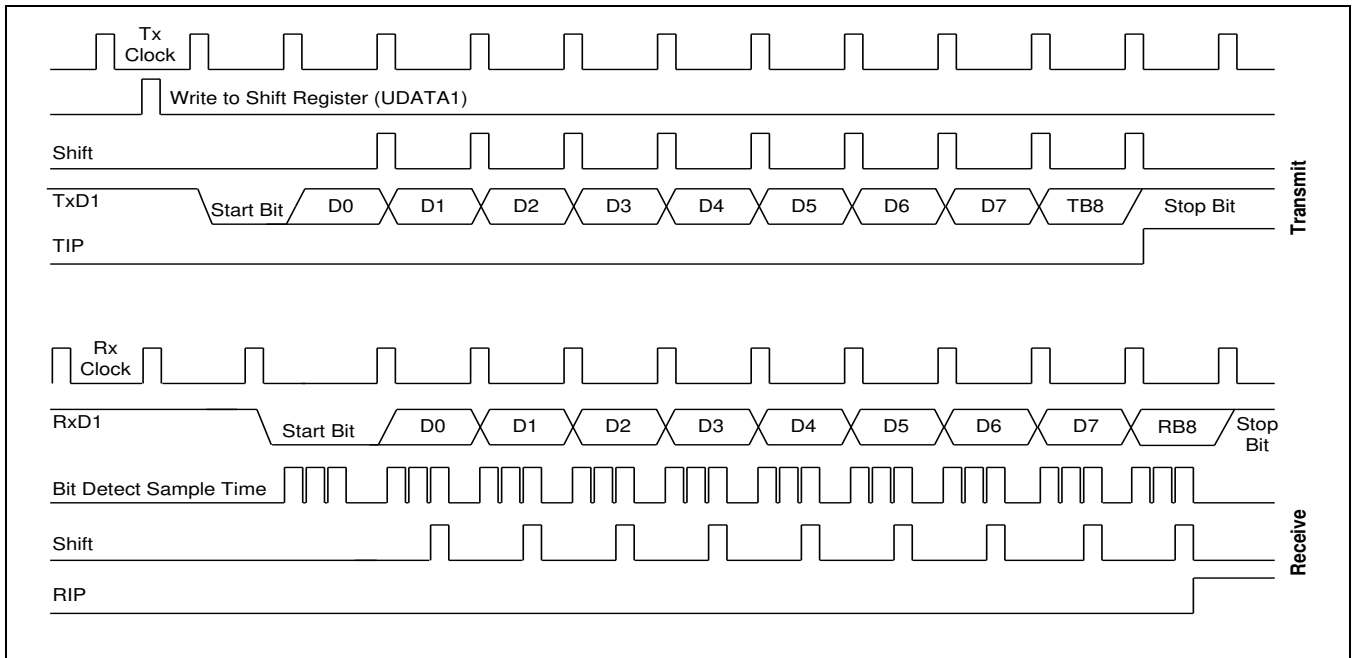 Tx
Clock
Write to Shift Register (UDATA1)
Shift
TxD1
Start Bit
D0
D1
D2
D3
D4
D5
D6
D7
TB8
Stop Bit
TIP
Transmit
Rx
Clock
RxD1
Start Bit
D0
D1
D2
D3
D4
D5
D6
D7
RB8
Stop
Bit
Bit Detect Sample Time
Shift
RIP
Receive